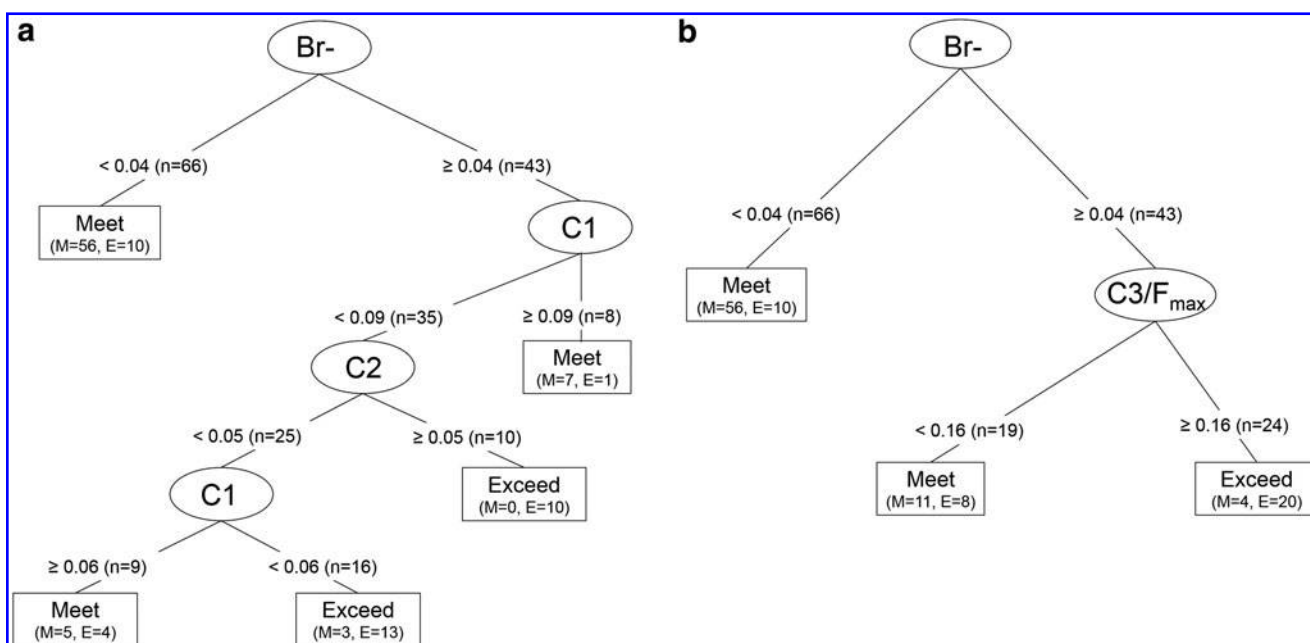 a
Br-
< 0.04 (n=66)
≥ 0.04 (n=43)
Meet
(M=56, E=10)
C1
< 0.09 (n=35)
≥ 0.09 (n=8)
Meet
(M=7, E=1)
C2
< 0.05 (n=25)
≥ 0.05 (n=10)
Exceed
(M=0, E=10)
C1
≥ 0.06 (n=9)
< 0.06 (n=16)
Meet
(M=5, E=4)
Exceed
(M=3, E=13)
b
Br-
< 0.04 (n=66)
≥ 0.04 (n=43)
Meet
(M=56, E=10)
C3/Fmax
< 0.16 (n=19)
≥ 0.16 (n=24)
Meet
(M=11, E=8)
Exceed
(M=4, E=20)